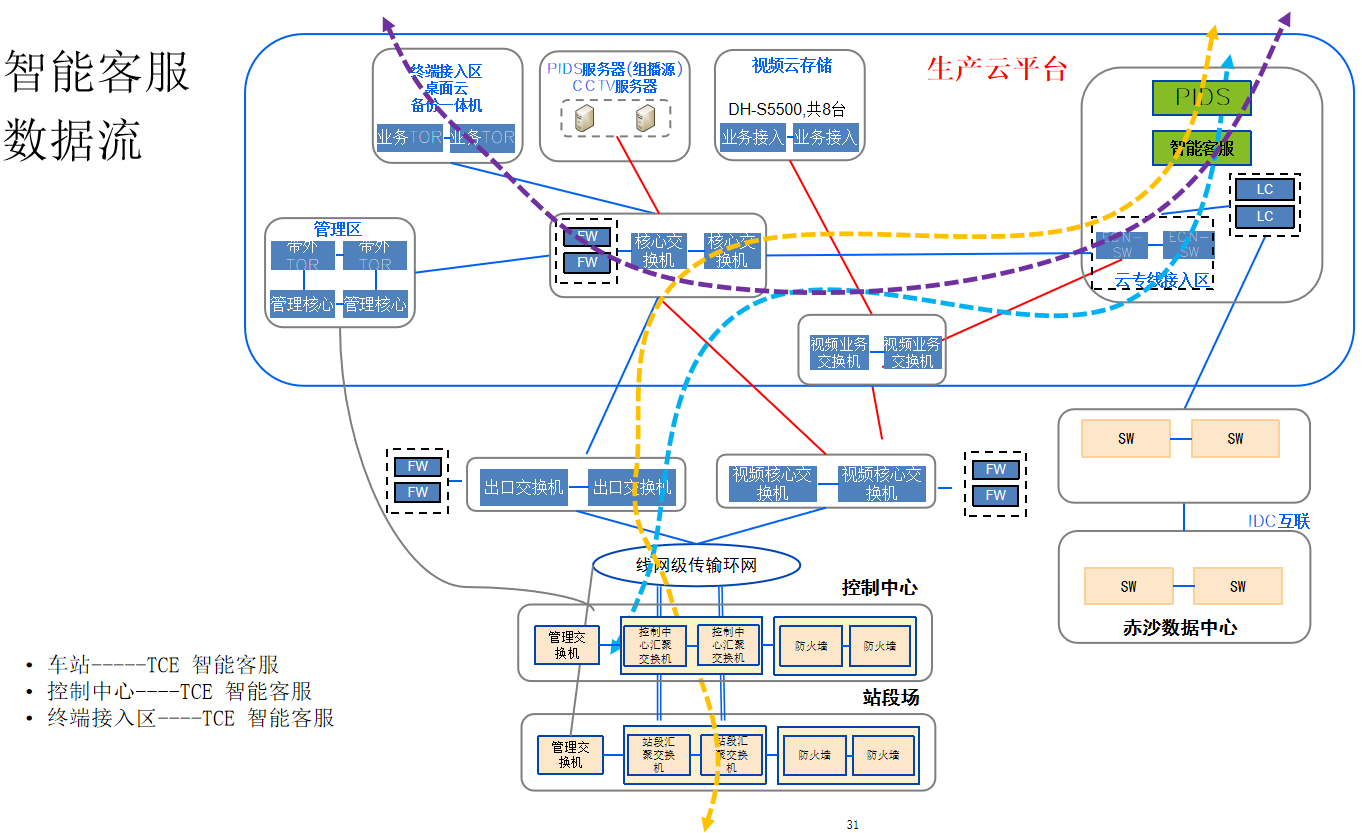 智能客服
数据流
生产云平台
终端接入区
桌面云
备份一体机
业务TOR
业务TOR
PIDS服务器(组播源)
CCTV服务器
视频云存储
DH-S5500,共8台
业务接入
业务接入
PIDS
智能客服
LC
LC
ECN-
SW
ECN-
SW
云专线接入区
管理区
带外
TOR
带外
TOR
管理核心
管理核心
FW
FW
核心交
换机
核心交
换机
视频业务
交换机
视频业务
交换机
FW
FW
出口交换机
出口交换机
视频核心交
换机
视频核心交
换机
FW
FW
SW
SW
IDC互联
SW
SW
赤沙数据中心
线网级传输环网
控制中心
管理交
换机
控制中
心汇聚
交换机
控制中
心汇聚
交换机
防火墙
防火墙
站段场
管理交
换机
站段汇
聚交换
机
站段汇
聚交换
机
防火墙
防火墙
• 车站-----TCE 智能客服
• 控制中心----TCE 智能客服
• 终端接入区----TCE 智能客服
31